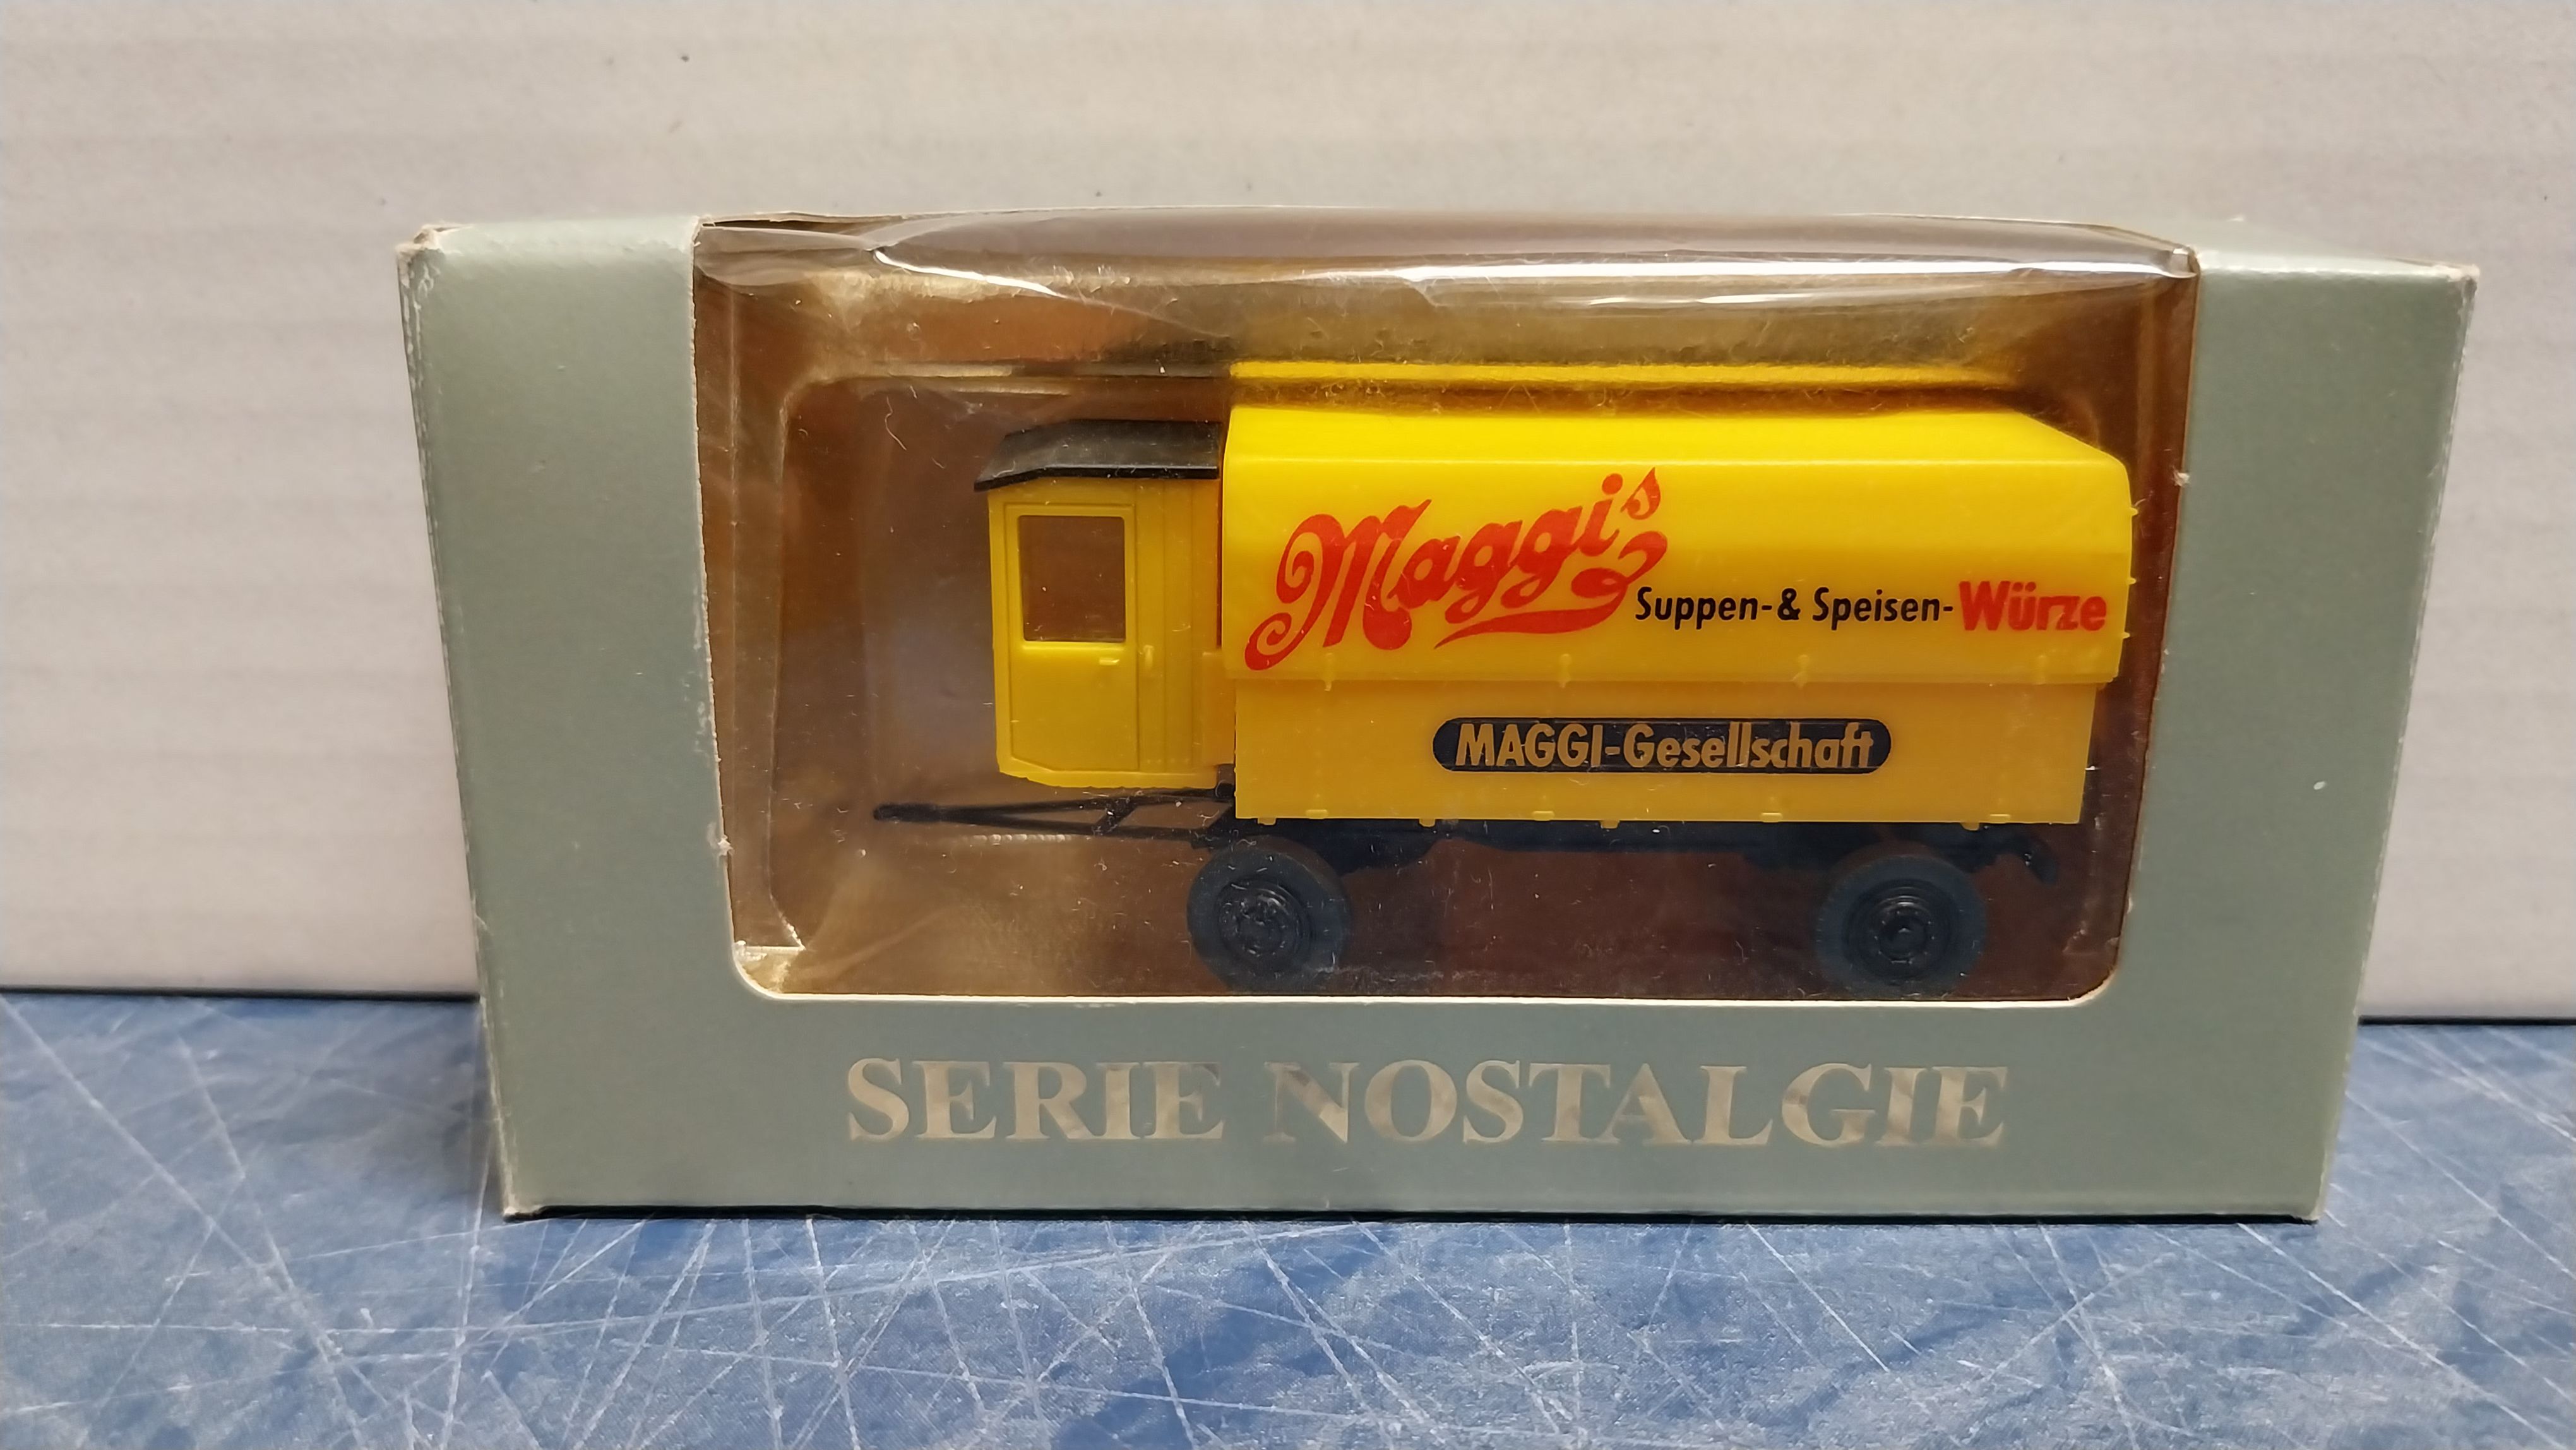 Maggi's
Suppen- & Speisen-Würze
MAGGI-Gesellschaft
SERIE NOSTALGIE